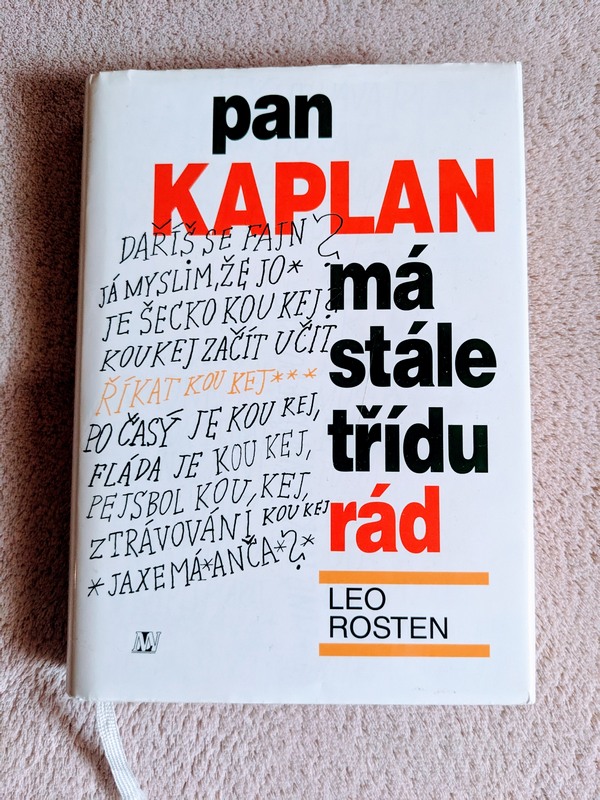 pan
KAPLAN
DAŘÍŠ SE FAJN?
JÁ MYSLIM, ŽE JO*
JE ŠECKO KOU KEJ?
KOUKEJ ZAČÍT UČIT
ŘÍKAT KOU KEJ***
PO ČASÝ JE KOU KEJ,
FLÁDA JE KOU KEJ,
PEJSBOL KOU, KEJ,
ZTRÁVOVÁNÍ KOU KEJ
*JAXEMÁ*ANČA*?*
má
stále
třídu
rád
LEO
ROSTEN
MV